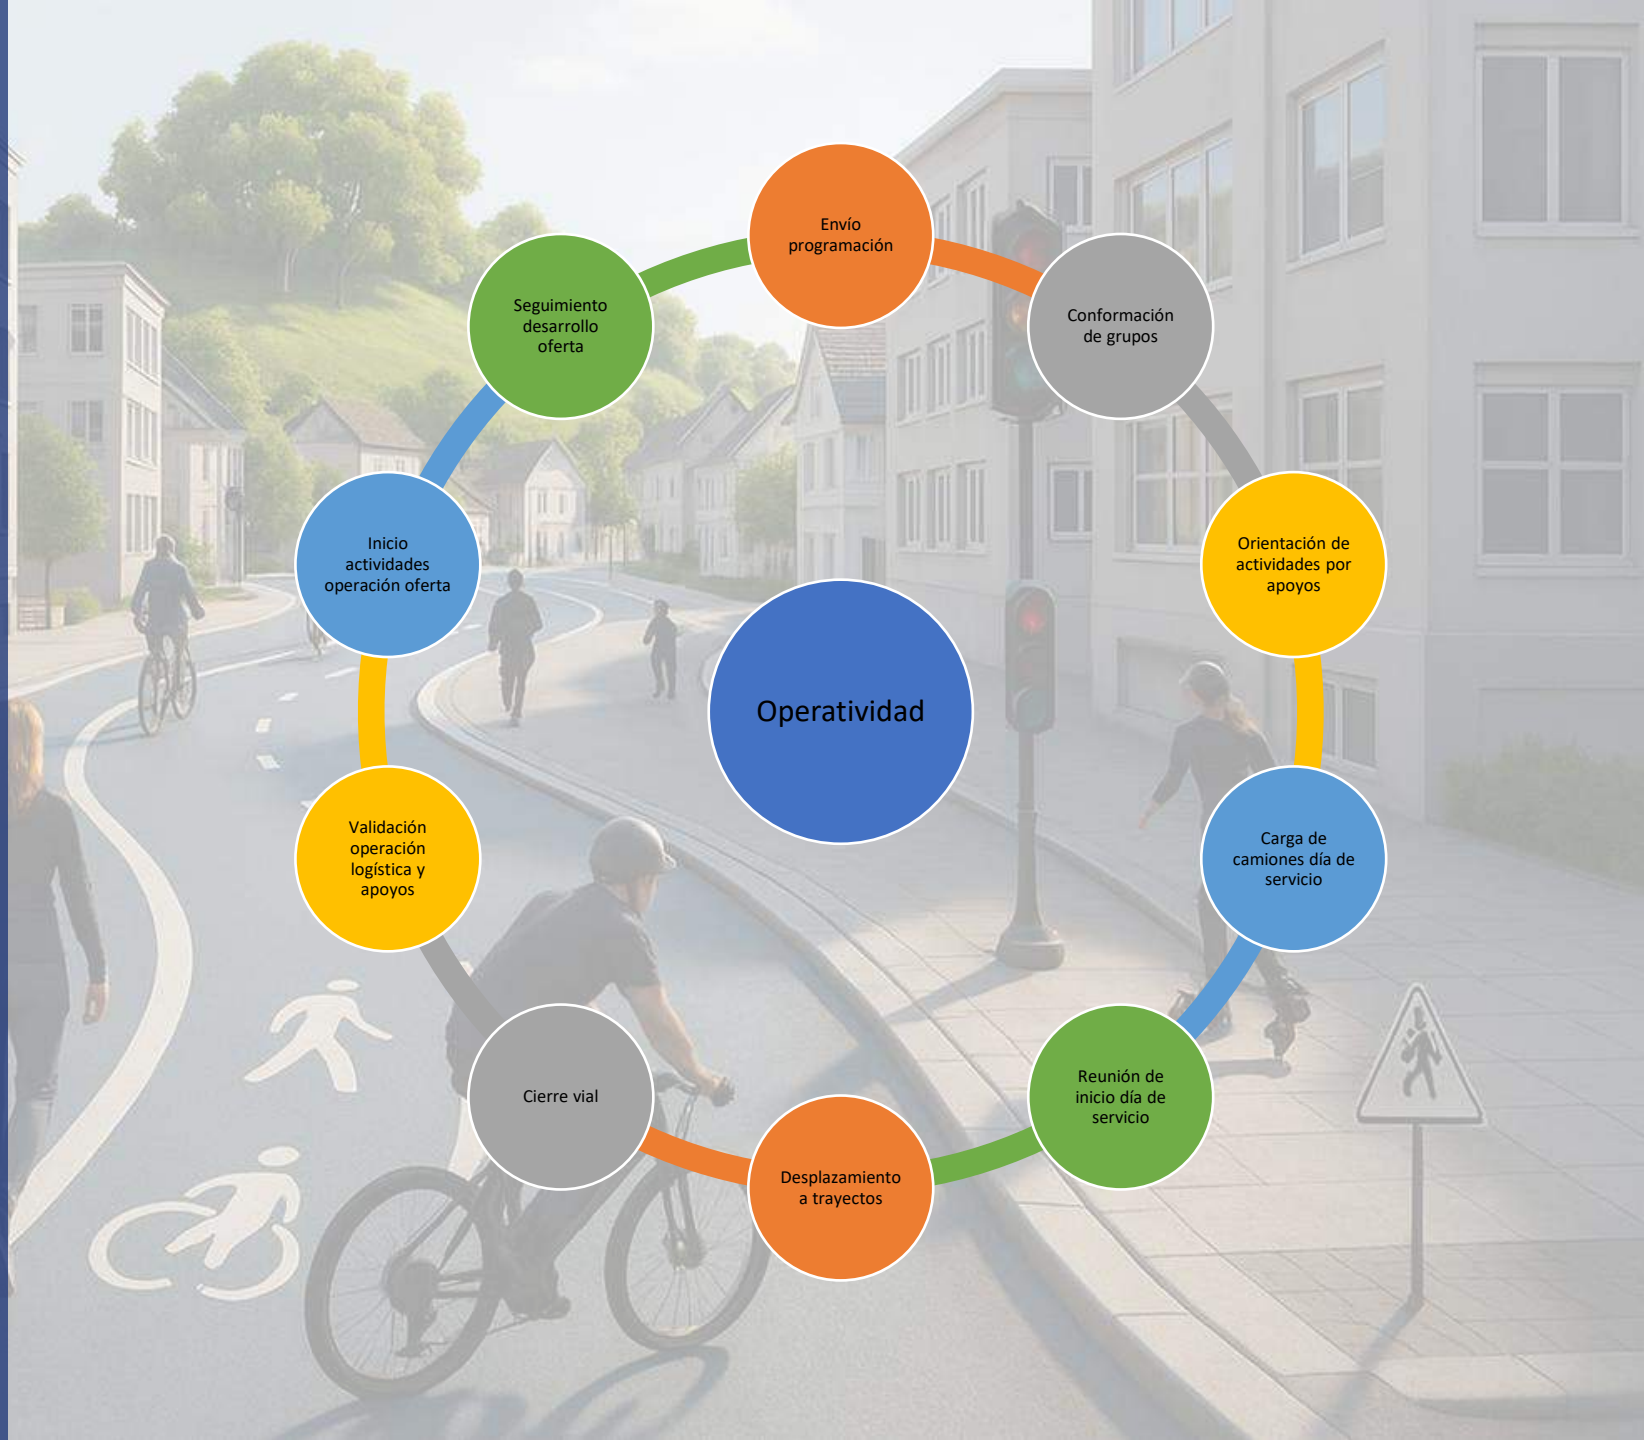 Envío
programación
Conformación
de grupos
Orientación de
actividades por
apoyos
Carga de
camiones día de
servicio
Reunión de
inicio día de
servicio
Desplazamiento
a trayectos
Cierre vial
Validación
operación
logística y
apoyos
Inicio
actividades
operación oferta
Seguimiento
desarrollo
oferta
Operatividad